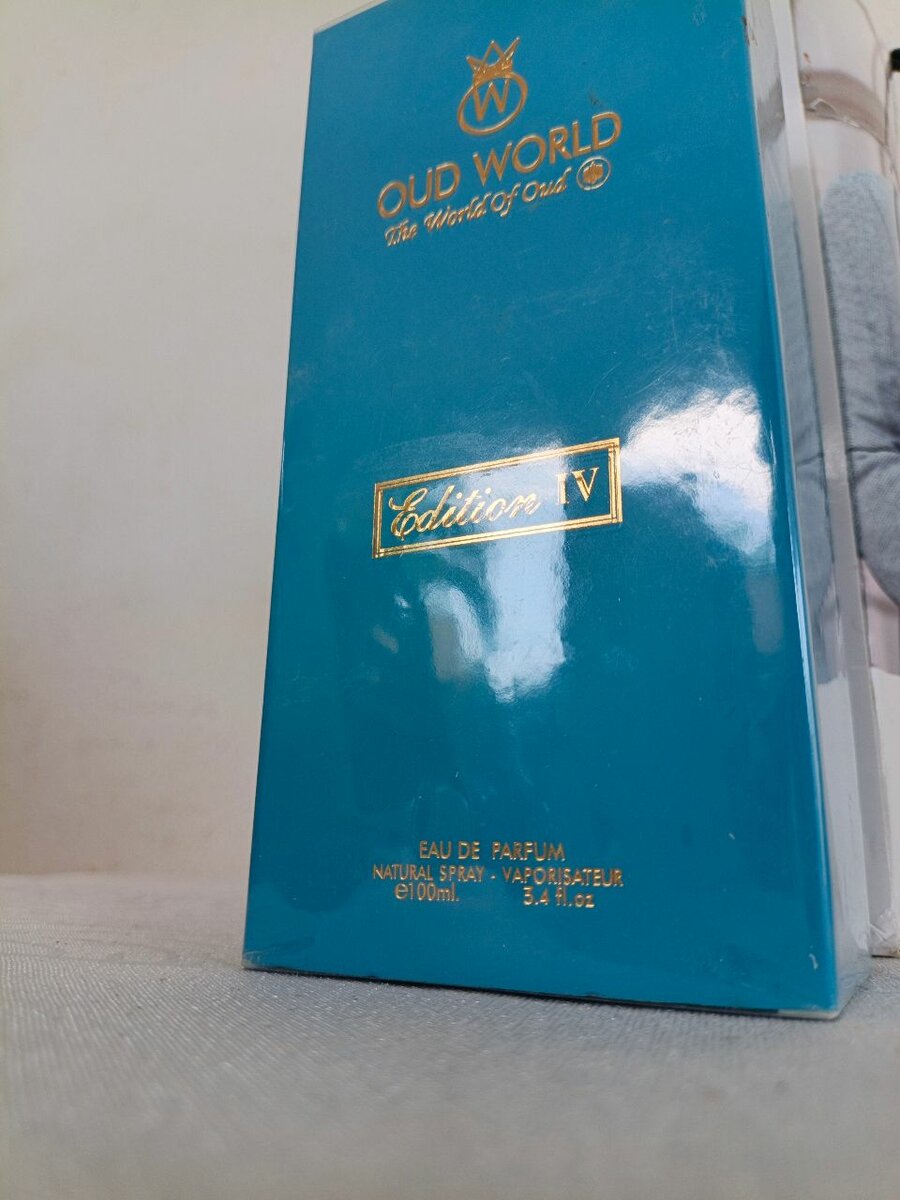 W
OUD WORLD
The World Of Oud
Edition IV
EAU DE PARFUM
NATURAL SPRAY - VAPORISATEUR
℮100ml. 3.4 fl.oz